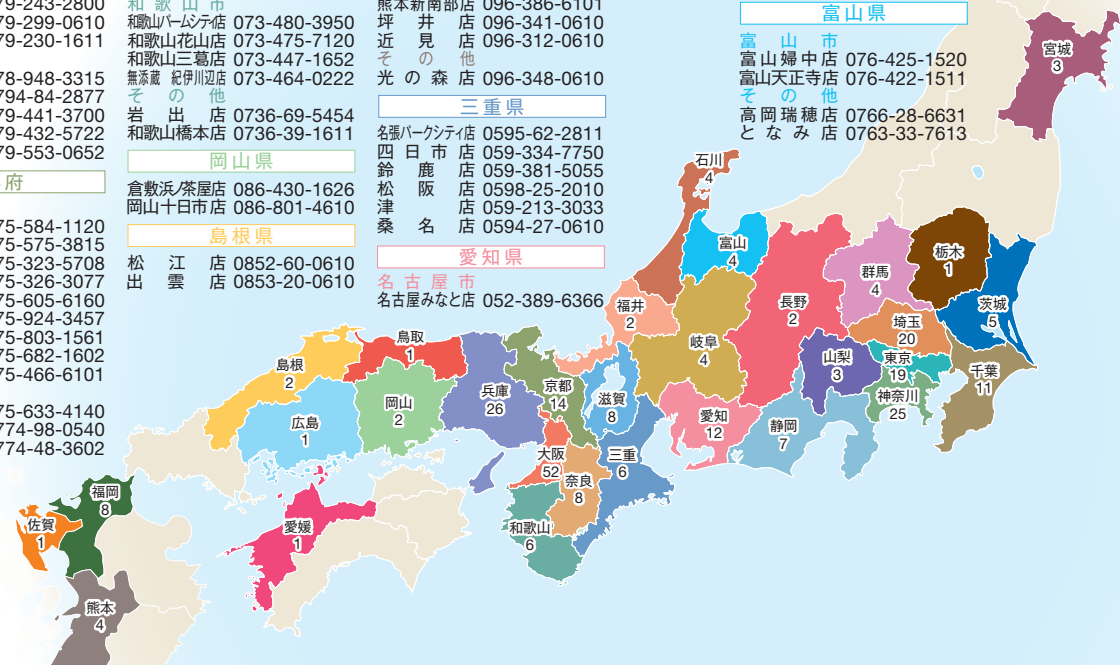 79-243-2800
79-299-0610
79-230-1611
78-948-3315
794-84-2877
79-441-3700
79-432-5722
79-553-0652
府
75-584-1120
75-575-3815
75-323-5708
75-326-3077
75-605-6160
75-924-3457
75-803-1561
75-682-1602
75-466-6101
75-633-4140
774-98-0540
774-48-3602
和歌山市
和歌山パームシティ店 073-480-3950
和歌山花山店 073-475-7120
和歌山三葛店 073-447-1652
無添蔵 紀伊川辺店 073-464-0222
その他
岩出店 0736-69-5454
和歌山橋本店 0736-39-1611
岡山県
倉敷浜ノ茶屋店 086-430-1626
岡山十日市店 086-801-4610
島根県
松江店 0852-60-0610
出雲店 0853-20-0610
熊本新南部店 096-386-6101
坪井店 096-341-0610
近見店 096-312-0610
その他
光の森店 096-348-0610
三重県
名張パークシティ店 0595-62-2811
四日市店 059-334-7750
鈴鹿店 059-381-5055
松阪店 0598-25-2010
津店 059-213-3033
桑名店 0594-27-0610
愛知県
名古屋市
名古屋みなと店 052-389-6366
富山県
富山市
富山婦中店 076-425-1520
富山天正寺店 076-422-1511
その他
高岡瑞穂店 0766-28-6631
となみ店 0763-33-7613
宮城
3
石川
4
富山
4
栃木
1
群馬
4
長野
2
茨城
5
福井
2
埼玉
20
岐阜
4
山梨
3
東京
19
千葉
11
神奈川
25
鳥取
1
島根
2
兵庫
26
京都
14
滋賀
8
岡山
2
広島
1
愛知
12
静岡
7
大阪
52
三重
6
奈良
8
和歌山
6
福岡
8
佐賀
1
愛媛
1
熊本
4